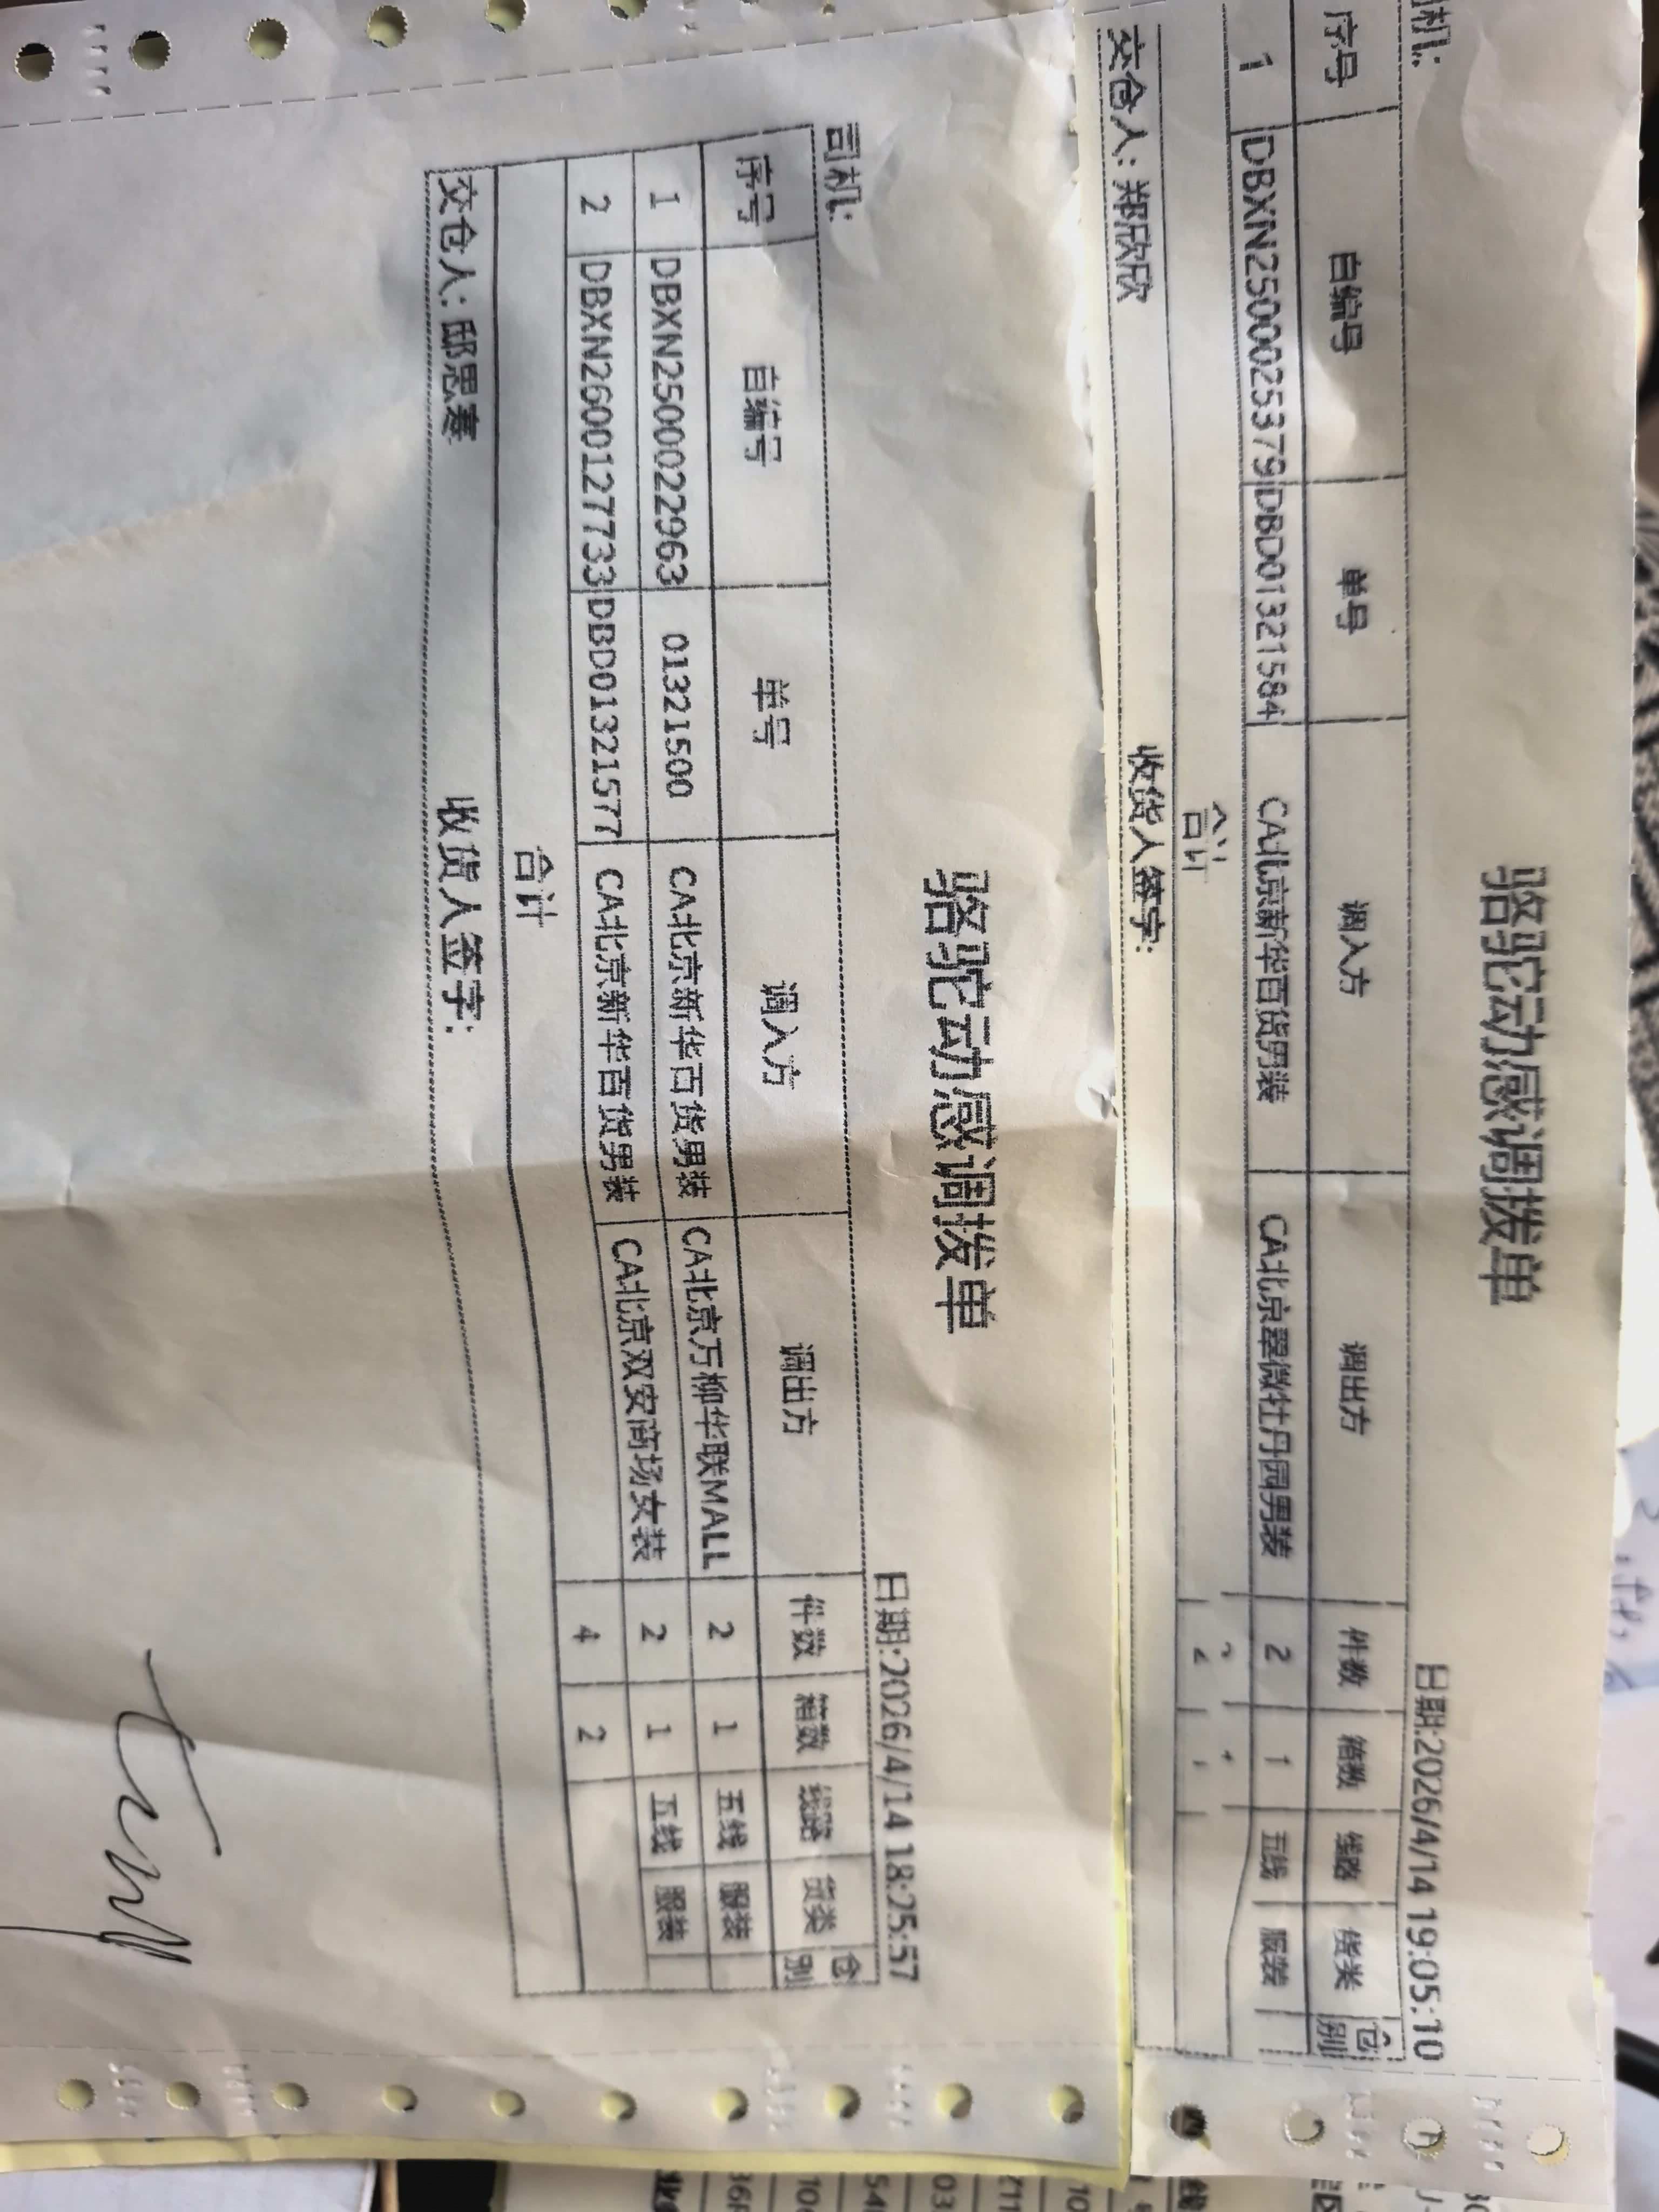 骆驼动感调拨单
司机: 日期:2026/4/14 19:05:10
序号 自编号 单号 调入方 调出方 件数 箱数 线路 货类 仓别
1 DBXN2500025379 DBD01321584 CA北京新华百货男装 CA北京翠微牡丹园男装 2 1 五线 服装
合计 2 1
交仓人: 郑欣欣 收货人签字:
骆驼动感调拨单
司机: 日期:2026/4/14 18:25:57
序号 自编号 单号 调入方 调出方 件数 箱数 线路 货类 仓别
1 DBXN2500022963 01321500 CA北京新华百货男装 CA北京万柳华联MALL 2 1 五线 服装
2 DBXN2600127733 DBD01321577 CA北京新华百货男装 CA北京双安商场女装 2 1 五线 服装
合计 4 2
交仓人: 邸思寒 收货人签字: